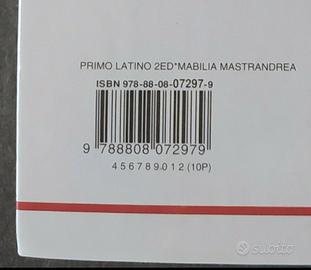 PRIMO LATINO 2ED*MABILIA MASTRANDREA
ISBN 978-88-08-07297-9
9 788808 072979
4 5 6 7 8 9 0 1 2 (10P)
subito